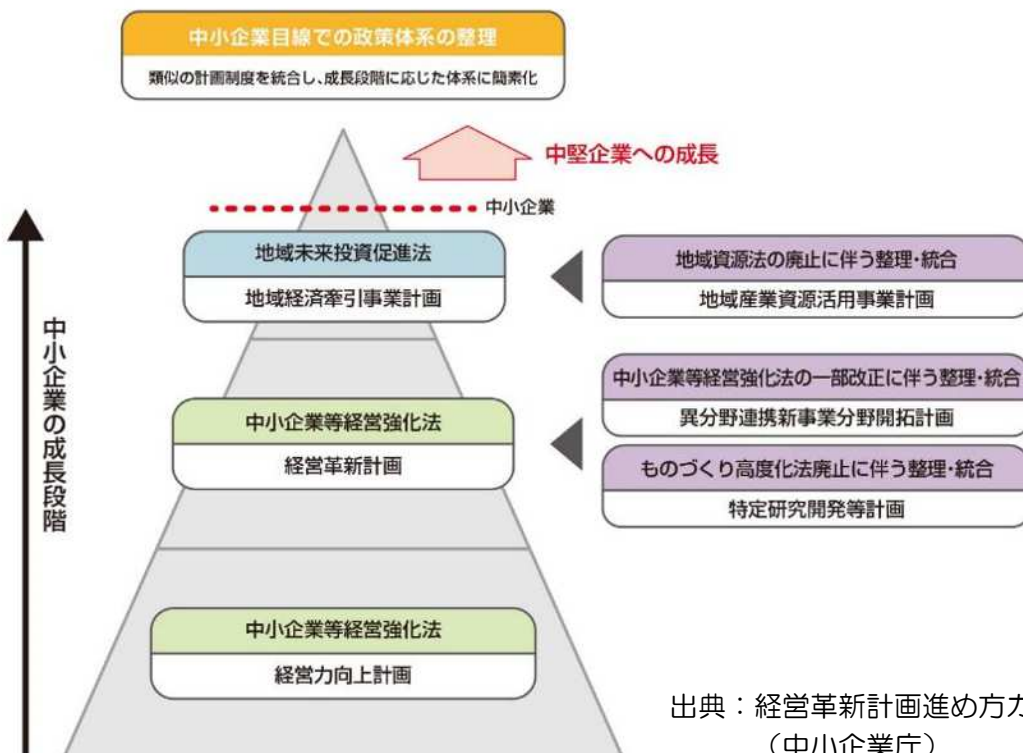 中小企業目線での政策体系の整理
類似の計画制度を統合し、成長段階に応じた体系に簡素化
中堅企業への成長
中小企業
地域未来投資促進法
地域経済牽引事業計画
地域資源法の廃止に伴う整理・統合
地域産業資源活用事業計画
中小企業の成長段階
中小企業等経営強化法
経営革新計画
中小企業等経営強化法の一部改正に伴う整理・統合
異分野連携新事業分野開拓計画
ものづくり高度化法廃止に伴う整理・統合
特定研究開発等計画
中小企業等経営強化法
経営力向上計画
出典：経営革新計画進め方ガ
（中小企業庁）